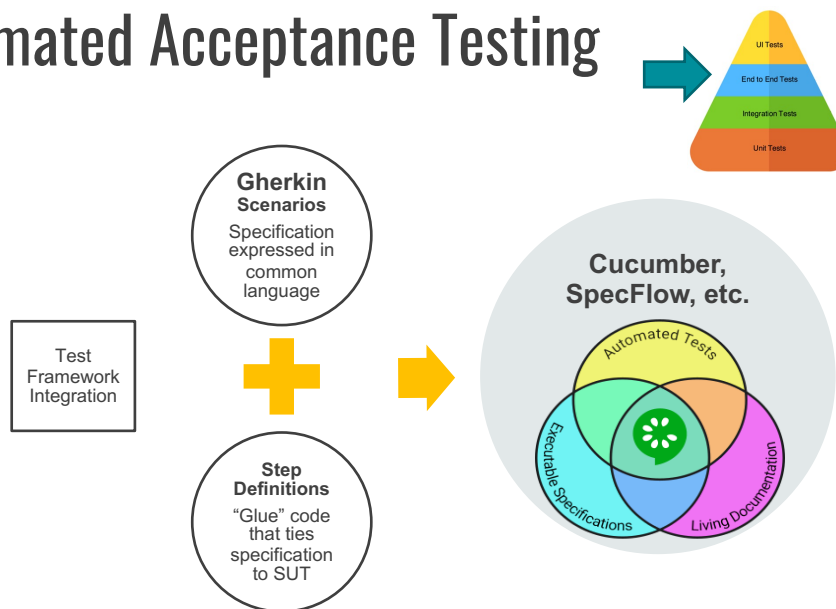 mated Acceptance Testing
UI Tests
End to End Tests
Integration Tests
Unit Tests
Gherkin
Scenarios
Specification
expressed in
common
language
Test
Framework
Integration
Step
Definitions
“Glue” code
that ties
specification
to SUT
Cucumber,
SpecFlow, etc.
Automated Tests
Executable Specifications
Living Documentation